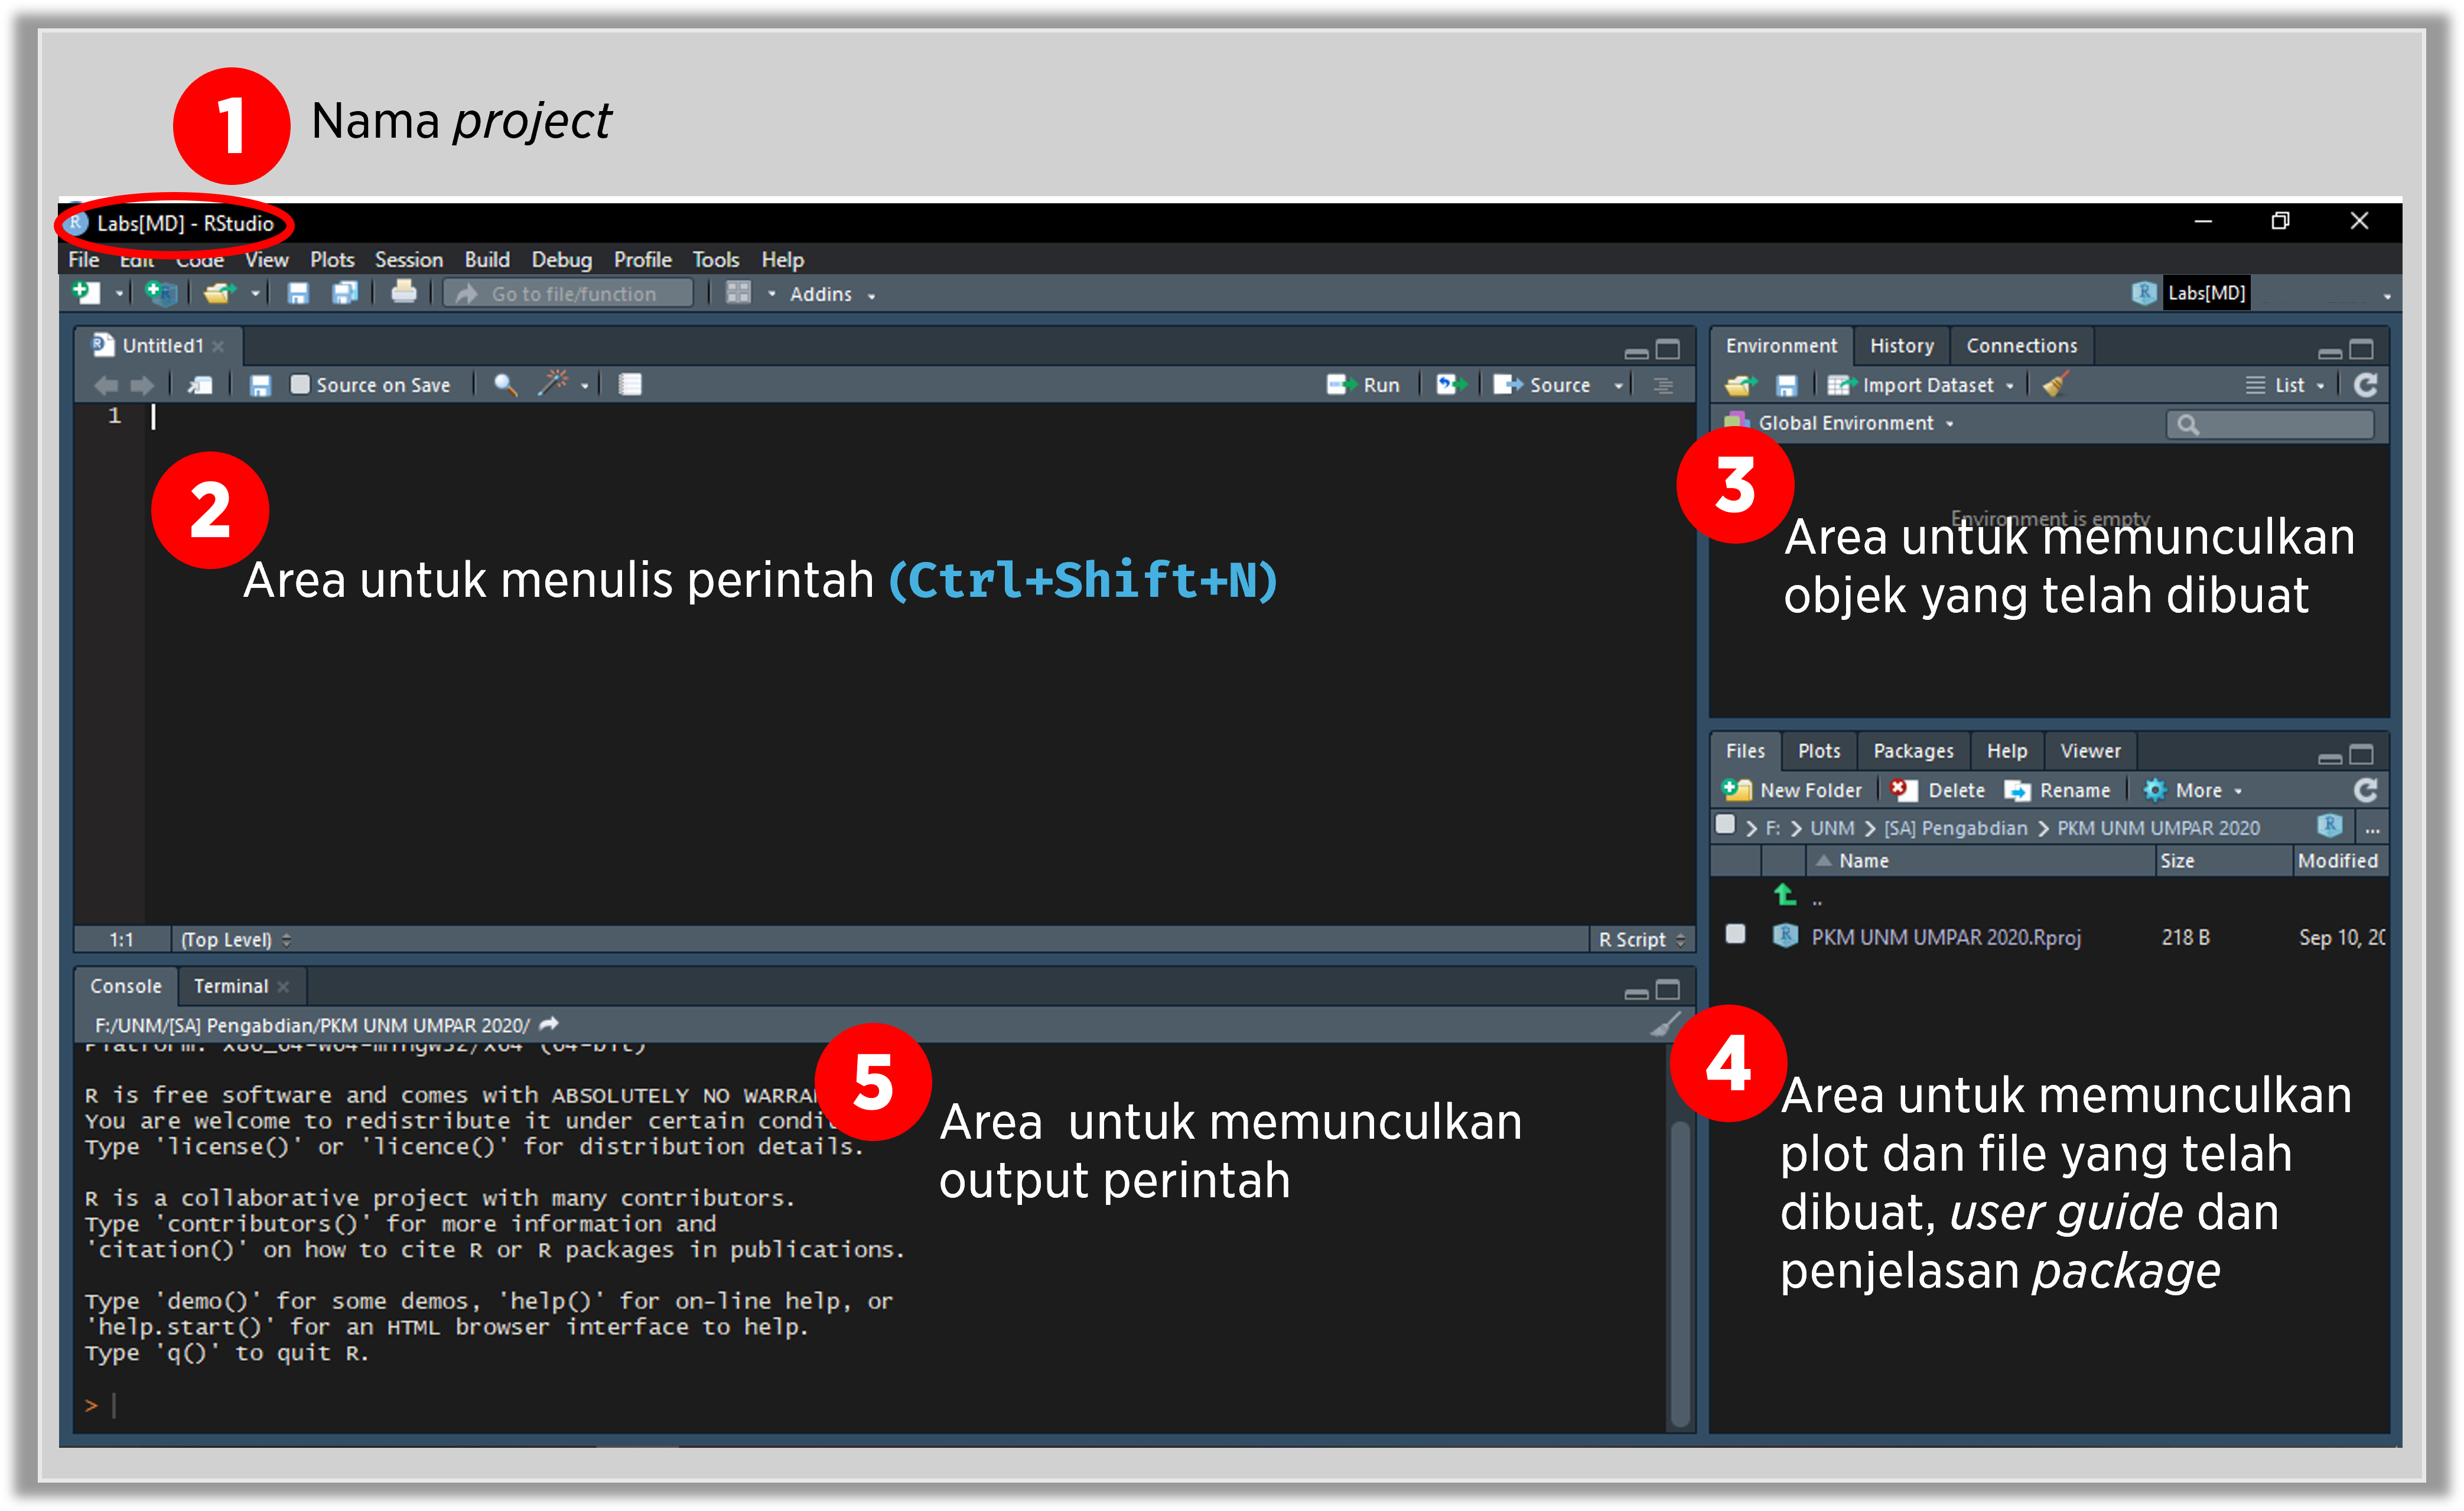 1 Nama project
Labs[MD] - RStudio
File Edit Code View Plots Session Build Debug Profile Tools Help
Go to file/function Addins Labs[MD]
Untitled1
Source on Save Run Source
1
2
Area untuk menulis perintah (Ctrl+Shift+N)
1:1 (Top Level) R Script
Environment History Connections
Import Dataset List
Global Environment
3
Environment is empty
Area untuk memunculkan
objek yang telah dibuat
Files Plots Packages Help Viewer
New Folder Delete Rename More
F: UNM [SA] Pengabdian PKM UNM UMPAR 2020 ...
Name Size Modified
..
PKM UNM UMPAR 2020.Rproj 218 B Sep 10, 20
4
Area untuk memunculkan
plot dan file yang telah
dibuat, user guide dan
penjelasan package
Console Terminal
F:/UNM/[SA] Pengabdian/PKM UNM UMPAR 2020/
Platform: x86_64-w64-mingw32/x64 (64-bit)
R is free software and comes with ABSOLUTELY NO
You are welcome to redistribute it under certain
Type 'license()' or 'licence()' for distribution details.
R is a collaborative project with many contributors.
Type 'contributors()' for more information and
'citation()' on how to cite R or R packages in publications.
Type 'demo()' for some demos, 'help()' for on-line help, or
'help.start()' for an HTML browser interface to help.
Type 'q()' to quit R.
>
5
Area untuk memunculkan
output perintah